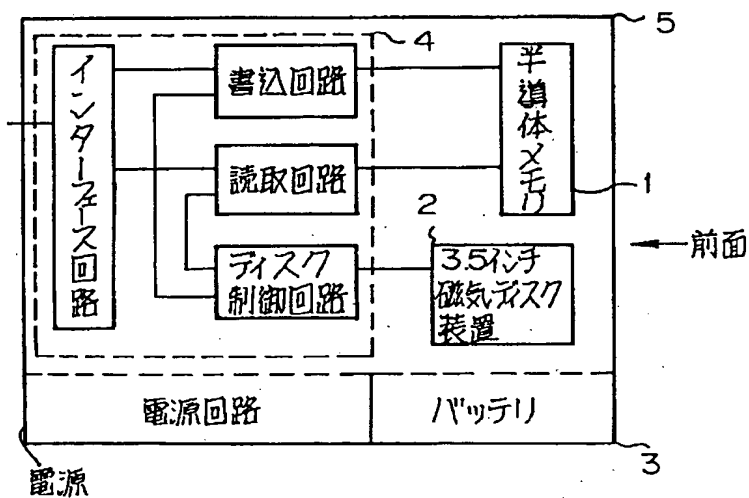 5
4
インターフェース回路
書込回路
半導体メモリ
1
読取回路
2
前面
ディスク
制御回路
3.5インチ
磁気ディスク
装置
電源回路
バッテリ
3
電源